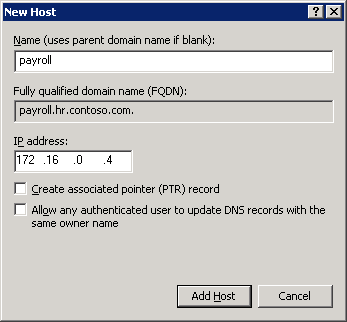 New Host
Name (uses parent domain name if blank):
payroll
Fully qualified domain name (FQDN):
payroll.hr.contoso.com.
IP address:
172 .16 .0 .4
Create associated pointer (PTR) record
Allow any authenticated user to update DNS records with the
same owner name
Add Host Cancel